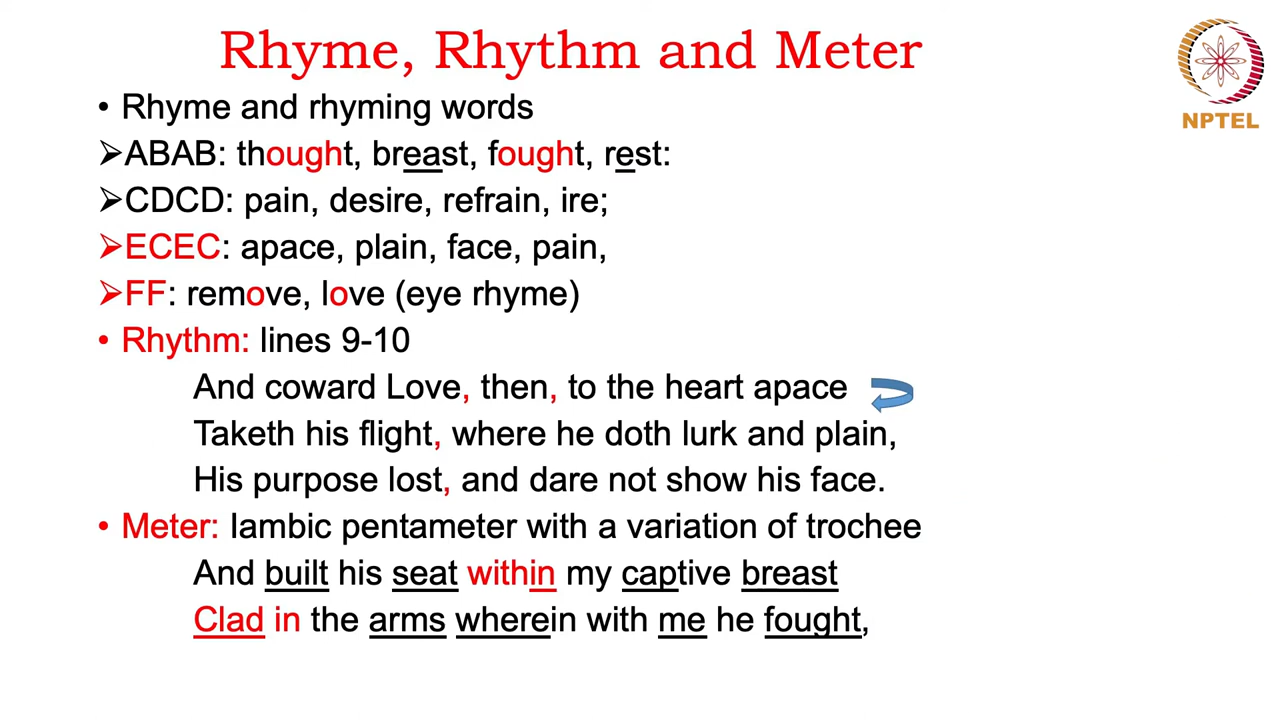 Rhyme, Rhythm and Meter
NPTEL
• Rhyme and rhyming words
➢ABAB: thought, breast, fought, rest:
➢CDCD: pain, desire, refrain, ire;
➢ECEC: apace, plain, face, pain,
➢FF: remove, love (eye rhyme)
• Rhythm: lines 9-10
And coward Love, then, to the heart apace
Taketh his flight, where he doth lurk and plain,
His purpose lost, and dare not show his face.
• Meter: Iambic pentameter with a variation of trochee
And built his seat within my captive breast
Clad in the arms wherein with me he fought,